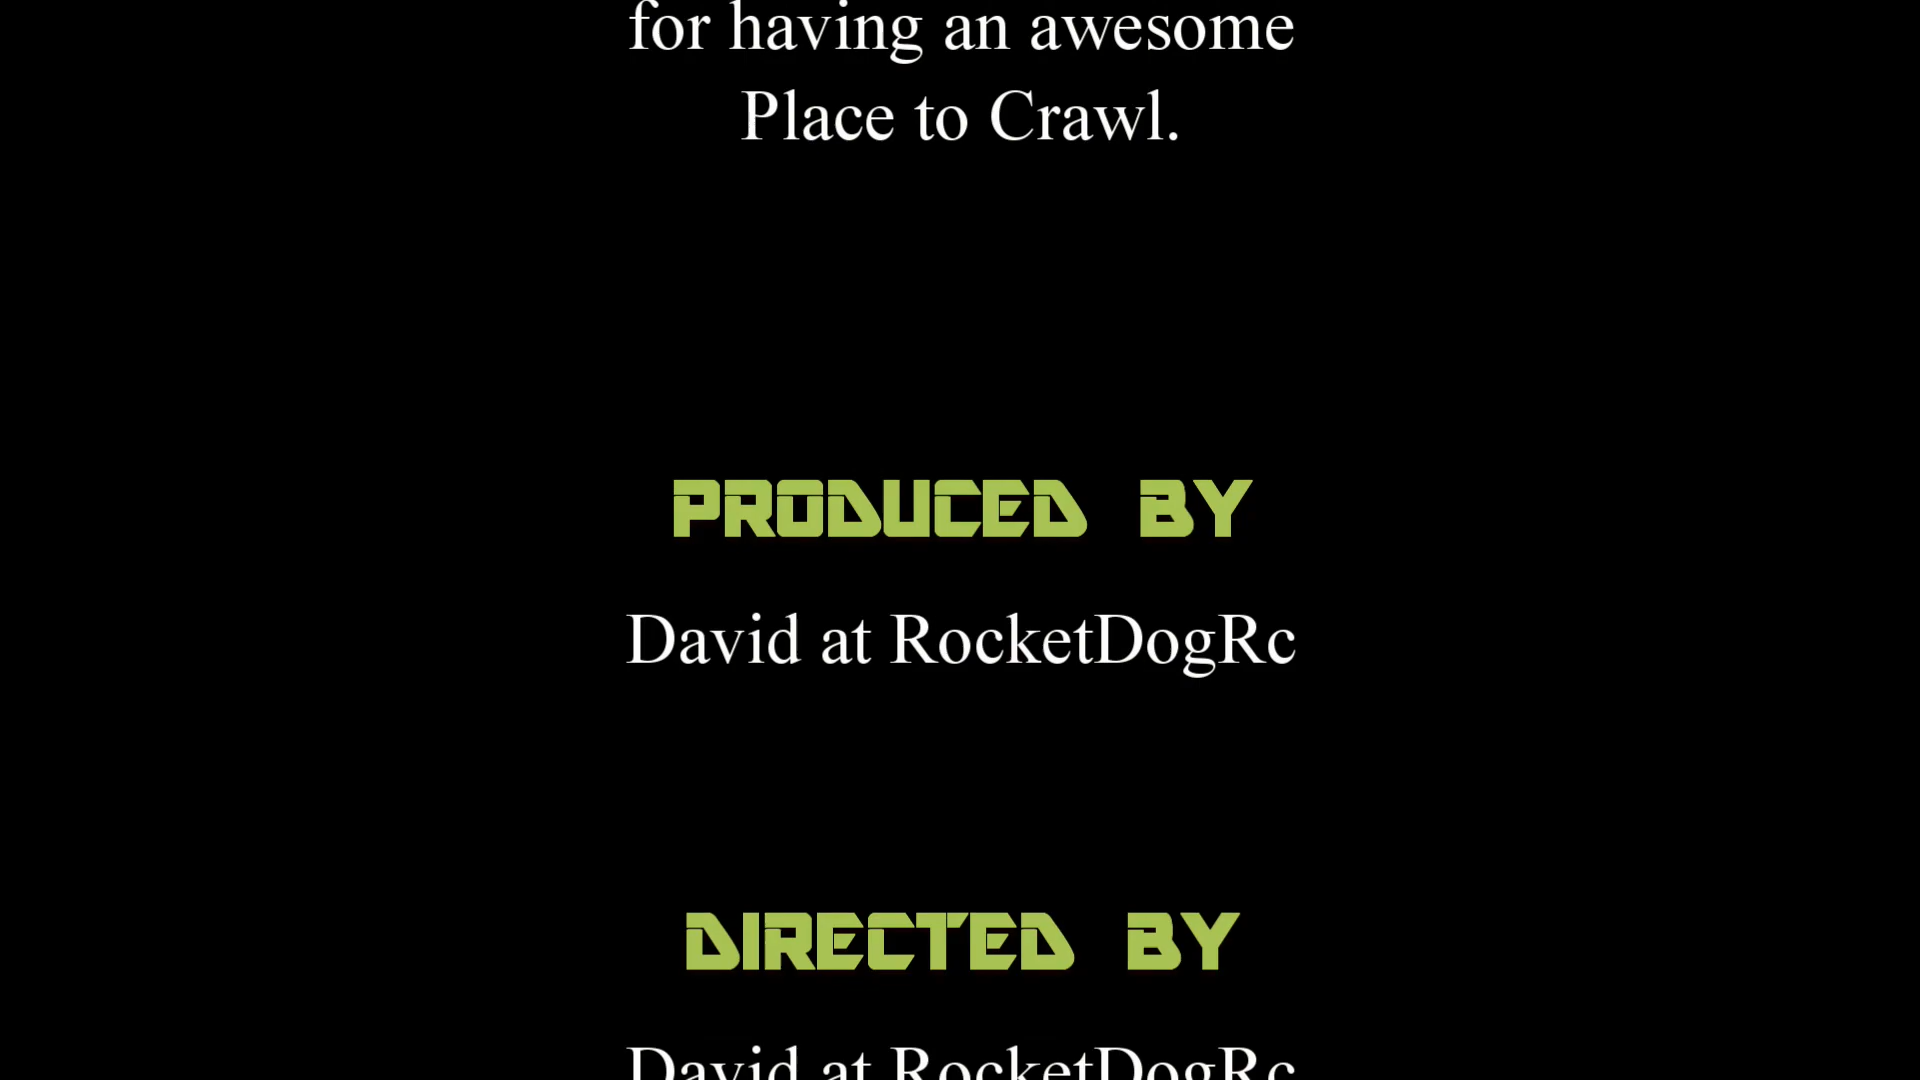 for having an awesome
Place to Crawl.
PRODUCED BY
David at RocketDogRc
DIRECTED BY
David at RocketDogRc